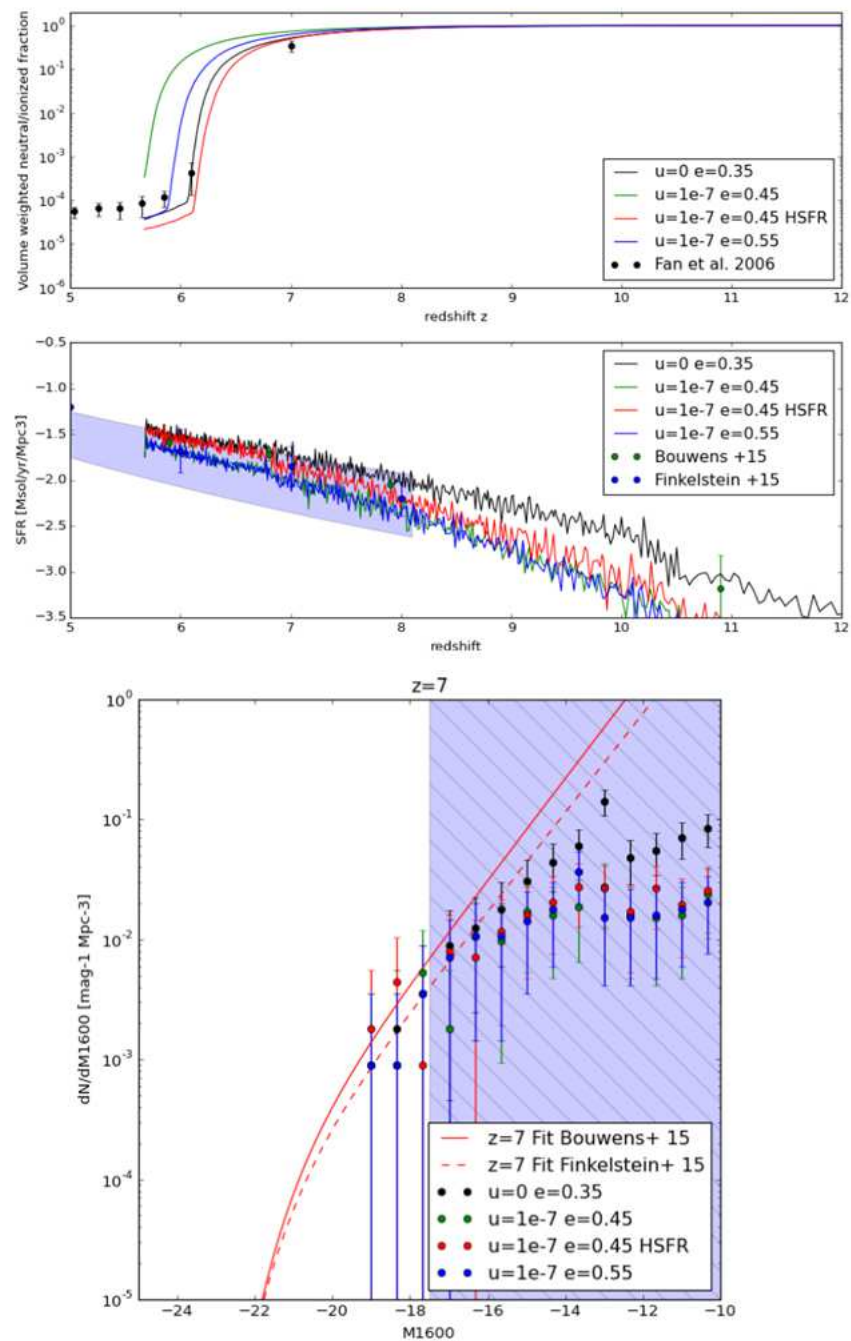 Volume weighted neutral/ionized fraction
10^0
10^-1
10^-2
10^-3
10^-4
10^-5
10^-6
u=0 e=0.35
u=1e-7 e=0.45
u=1e-7 e=0.45 HSFR
u=1e-7 e=0.55
Fan et al. 2006
5 6 7 8 9 10 11 12
redshift z
SFR [Msol/yr/Mpc3]
−0.5
−1.0
−1.5
−2.0
−2.5
−3.0
−3.5
u=0 e=0.35
u=1e-7 e=0.45
u=1e-7 e=0.45 HSFR
u=1e-7 e=0.55
Bouwens +15
Finkelstein +15
5 6 7 8 9 10 11 12
redshift
z=7
dN/dM1600 [mag-1 Mpc-3]
10^0
10^-1
10^-2
10^-3
10^-4
10^-5
z=7 Fit Bouwens+ 15
z=7 Fit Finkelstein+ 15
u=0 e=0.35
u=1e-7 e=0.45
u=1e-7 e=0.45 HSFR
u=1e-7 e=0.55
−24 −22 −20 −18 −16 −14 −12 −10
M1600